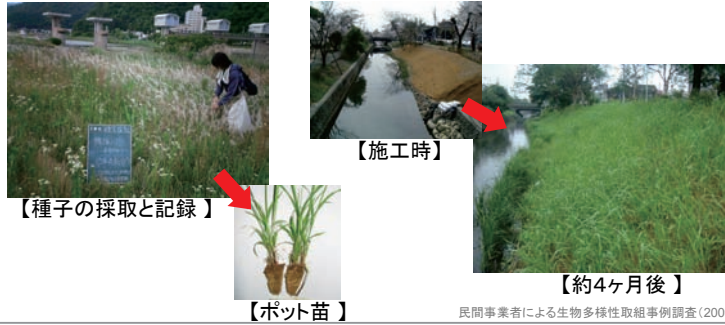 【種子の採取と記録 】
【ポット苗 】
【施工時】
【約4ヶ月後 】
民間事業者による生物多様性取組事例調査(200